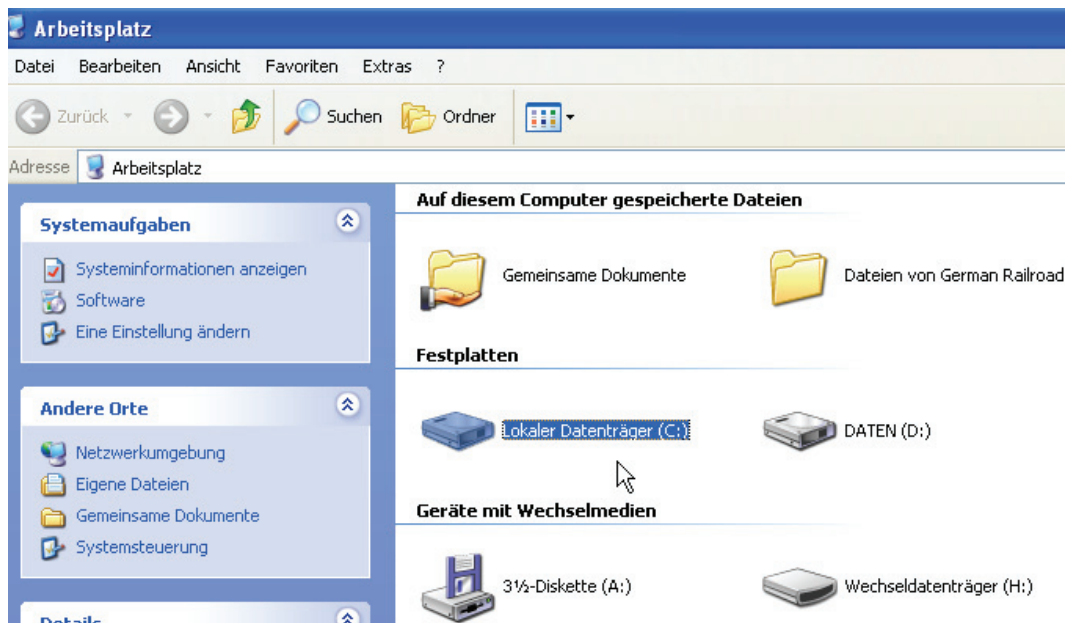 Arbeitsplatz
Datei Bearbeiten Ansicht Favoriten Extras ?
Zurück Suchen Ordner
Adresse Arbeitsplatz
Systemaufgaben
Systeminformationen anzeigen
Software
Eine Einstellung ändern
Andere Orte
Netzwerkumgebung
Eigene Dateien
Gemeinsame Dokumente
Systemsteuerung
Details
Auf diesem Computer gespeicherte Dateien
Gemeinsame Dokumente Dateien von German Railroad
Festplatten
Lokaler Datenträger (C:) DATEN (D:)
Geräte mit Wechselmedien
3½-Diskette (A:) Wechseldatenträger (H:)